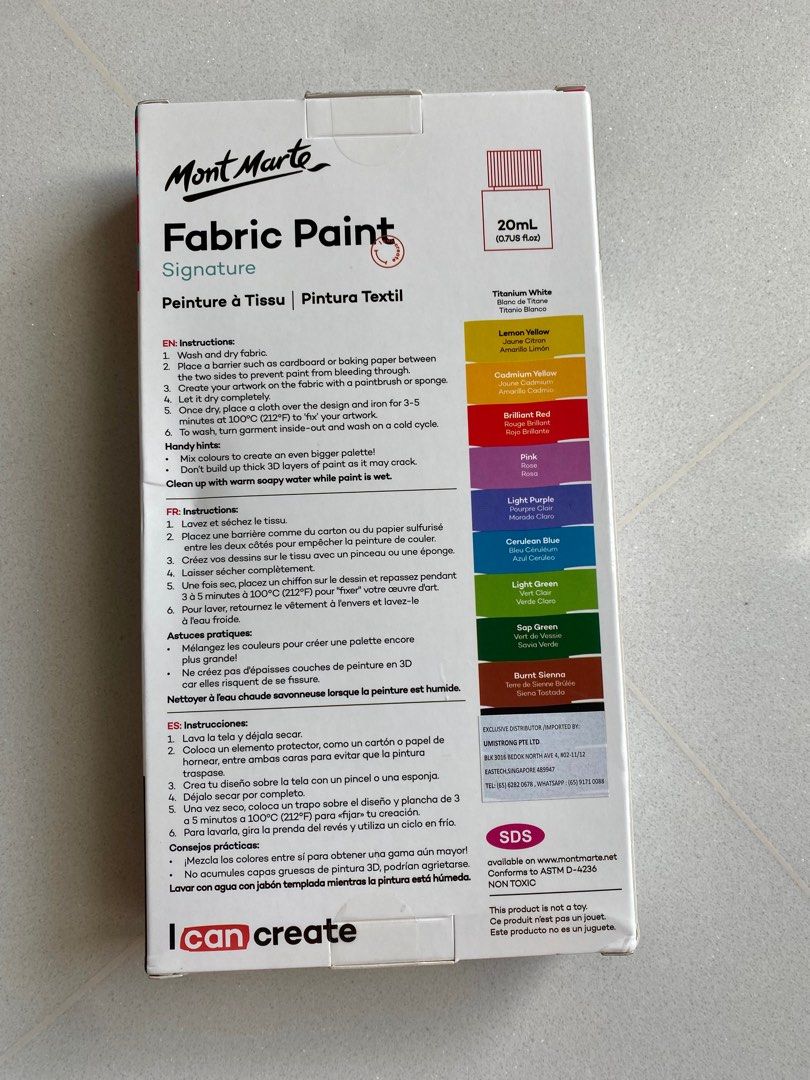 Mont Marte
Fabric Paint
Signature
Peinture à Tissu | Pintura Textil
20mL
(0.7US fl.oz)
EN: Instructions:
1. Wash and dry fabric.
2. Place a barrier such as cardboard or baking paper between
the two sides to prevent paint from bleeding through.
3. Create your artwork on the fabric with a paintbrush or sponge.
4. Let it dry completely.
5. Once dry, place a cloth over the design and iron for 3-5
minutes at 100ºC (212ºF) to 'fix' your artwork.
6. To wash, turn garment inside-out and wash on a cold cycle.
Handy hints:
• Mix colours to create an even bigger palette!
• Don't build up thick 3D layers of paint as it may crack.
Clean up with warm soapy water while paint is wet.
FR: Instructions:
1. Lavez et séchez le tissu.
2. Placez une barrière comme du carton ou du papier sulfurisé
entre les deux côtés pour empêcher la peinture de couler.
3. Créez vos dessins sur le tissu avec un pinceau ou une éponge.
4. Laisser sécher complètement.
5. Une fois sec, placez un chiffon sur le dessin et repassez pendant
3 à 5 minutes à 100ºC (212ºF) pour "fixer" votre œuvre d'art.
6. Pour laver, retournez le vêtement à l'envers et lavez-le
à l'eau froide.
Astuces pratiques:
• Mélangez les couleurs pour créer une palette encore
plus grande!
• Ne créez pas d'épaisses couches de peinture en 3D
car elles risquent de se fissure.
Nettoyer à l'eau chaude savonneuse lorsque la peinture est humide.
ES: Instrucciones:
1. Lava la tela y déjala secar.
2. Coloca un elemento protector, como un cartón o papel de
hornear, entre ambas caras para evitar que la pintura
traspase.
3. Crea tu diseño sobre la tela con un pincel o una esponja.
4. Déjalo secar por completo.
5. Una vez seco, coloca un trapo sobre el diseño y plancha de 3
a 5 minutos a 100ºC (212ºF) para «fijar» tu creación.
6. Para lavarla, gira la prenda del revés y utiliza un ciclo en frío.
Consejos prácticas:
• ¡Mezcla los colores entre sí para obtener una gama aún mayor!
• No acumules capas gruesas de pintura 3D, podrían agrietarse.
Lavar con agua con jabón templada mientras la pintura está húmeda.
I can create
Titanium White
Blanc de Titane
Titanio Blanco
Lemon Yellow
Jaune Citron
Amarillo Limón
Cadmium Yellow
Jaune Cadmium
Amarillo Cadmio
Brilliant Red
Rouge Brillant
Rojo Brillante
Pink
Rose
Rosa
Light Purple
Pourpre Clair
Morado Claro
Cerulean Blue
Bleu Céruléum
Azul Cerúleo
Light Green
Vert Clair
Verde Claro
Sap Green
Vert de Vessie
Savia Verde
Burnt Sienna
Terre de Sienne Brûlée
Siena Tostada
EXCLUSIVE DISTRIBUTOR /IMPORTED BY:
UMISTRONG PTE LTD
BLK 3016 BEDOK NORTH AVE 4, #02-11/12
EASTECH,SINGAPORE 489947
TEL: (65) 6282 0678 , WHATSAPP : (65) 9171 0088
SDS
available on www.montmarte.net
Conforms to ASTM D-4236
NON TOXIC
This product is not a toy.
Ce produit n'est pas un jouet.
Este producto no es un juguete.